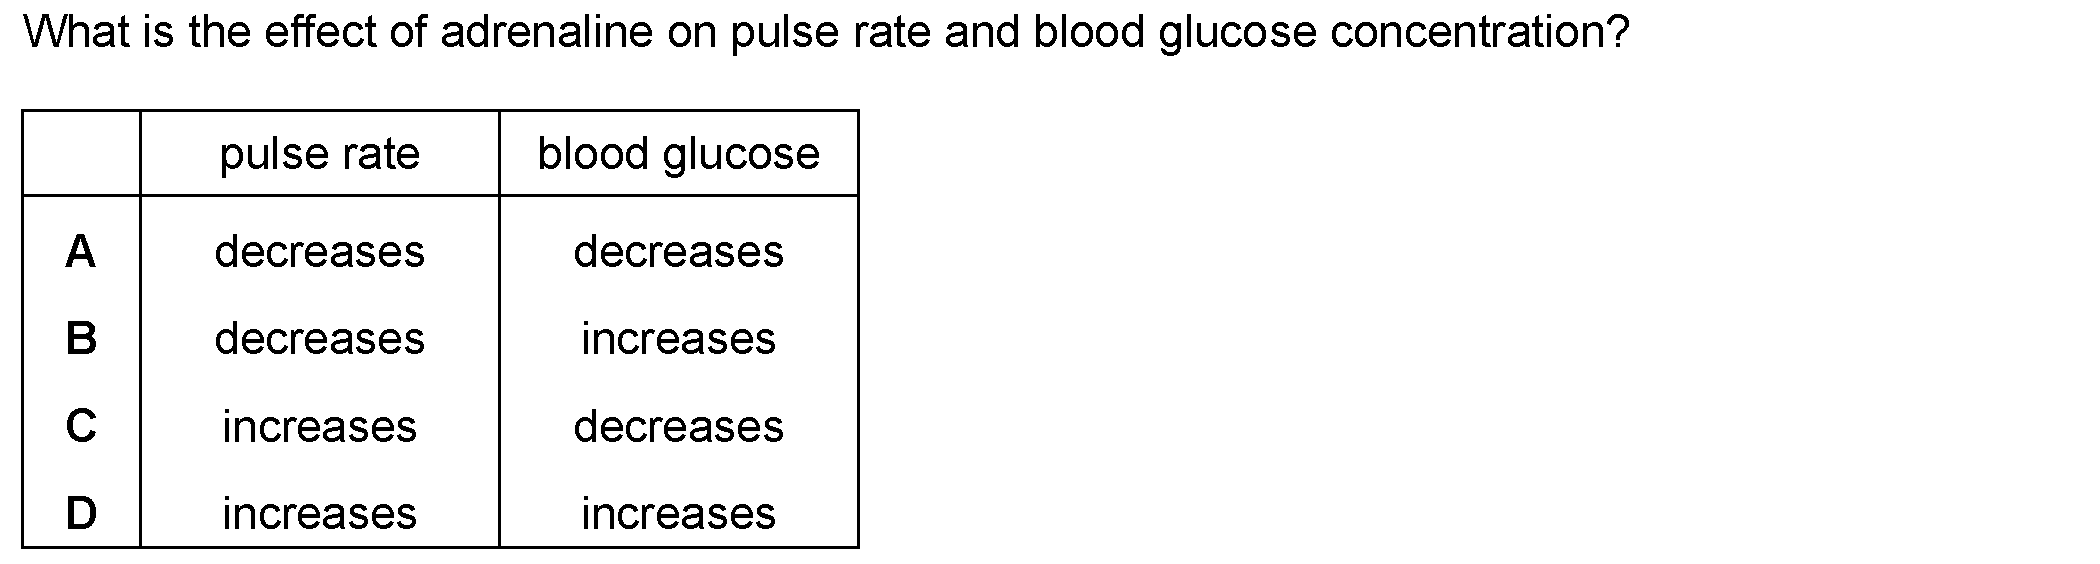 What is the effect of adrenaline on pulse rate and blood glucose concentration?
pulse rate blood glucose
A decreases decreases
B decreases increases
C increases decreases
D increases increases